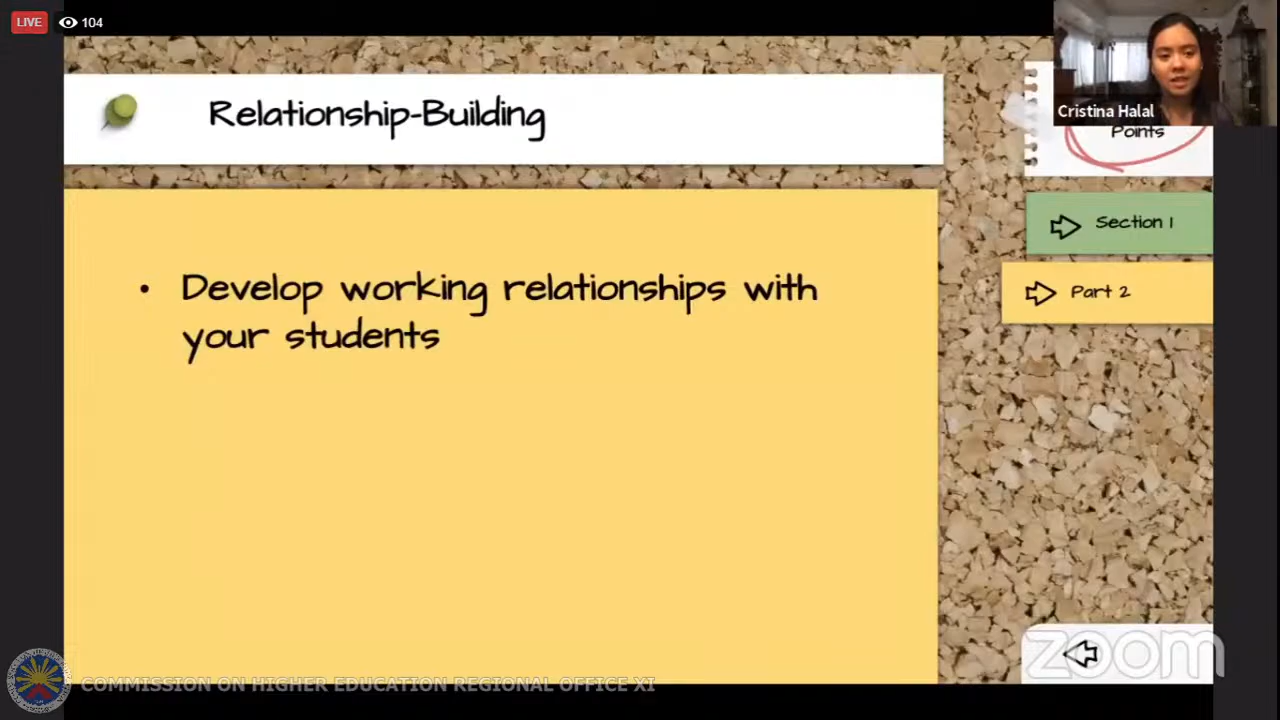 LIVE 104
Relationship-Building
Cristina Halal
Points
Section 1
Part 2
• Develop working relationships with
your students
zoom
COMMISSION ON HIGHER EDUCATION REGIONAL OFFICE XI